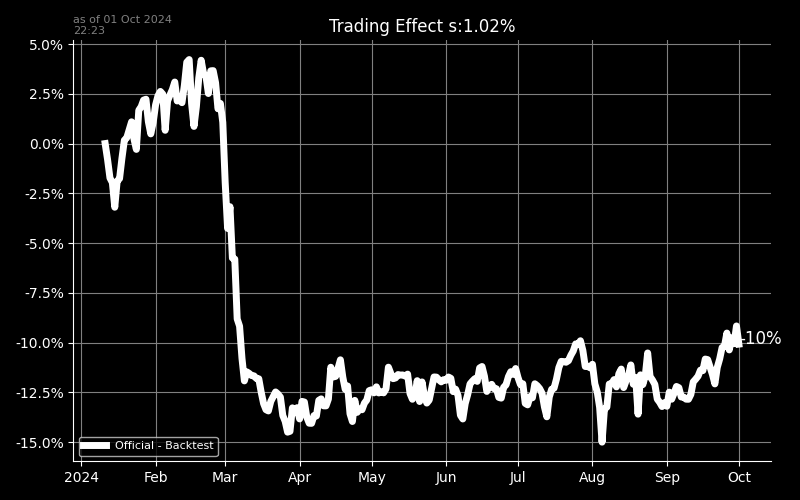 as of 01 Oct 2024
22:23
Trading Effect s:1.02%
5.0%
2.5%
0.0%
-2.5%
-5.0%
-7.5%
-10.0%
-12.5%
-15.0%
-10%
Official - Backtest
2024 Feb Mar Apr May Jun Jul Aug Sep Oct